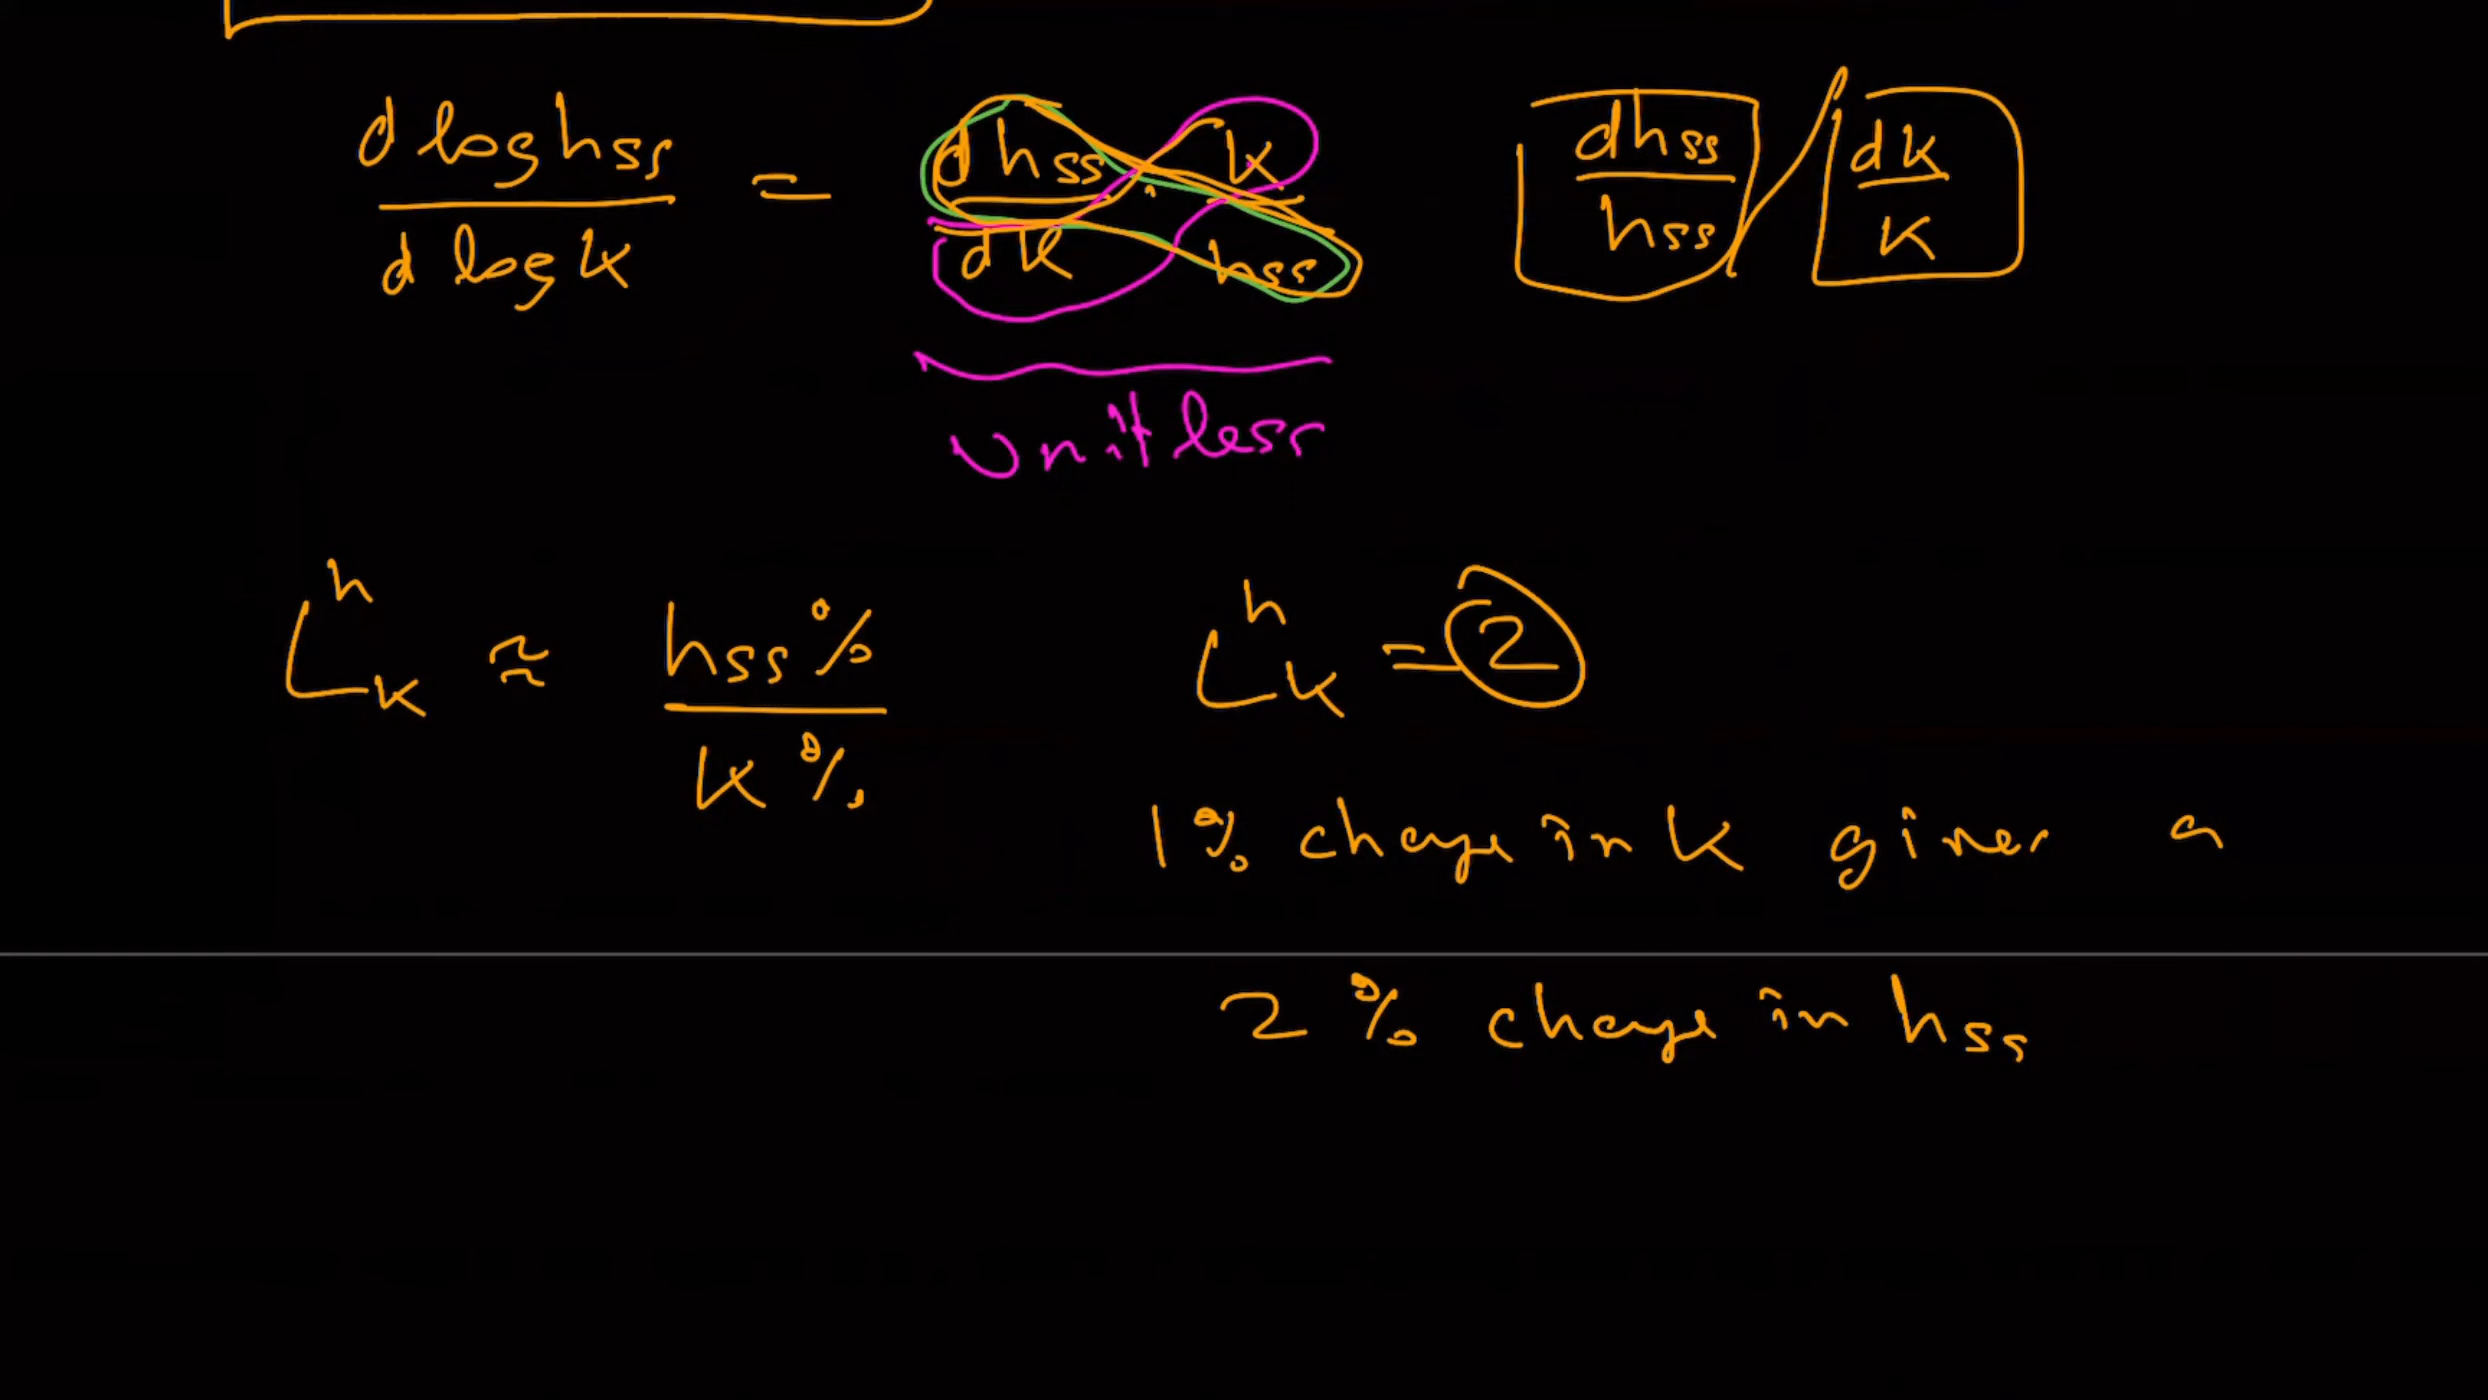 d log hss / d log k = dhss / dk · k / hss   dhss / hss / dk / k
unitless
L^h_k ≈ hss% / k%   L^h_k = 2
1% change in k gives a
2% change in hss